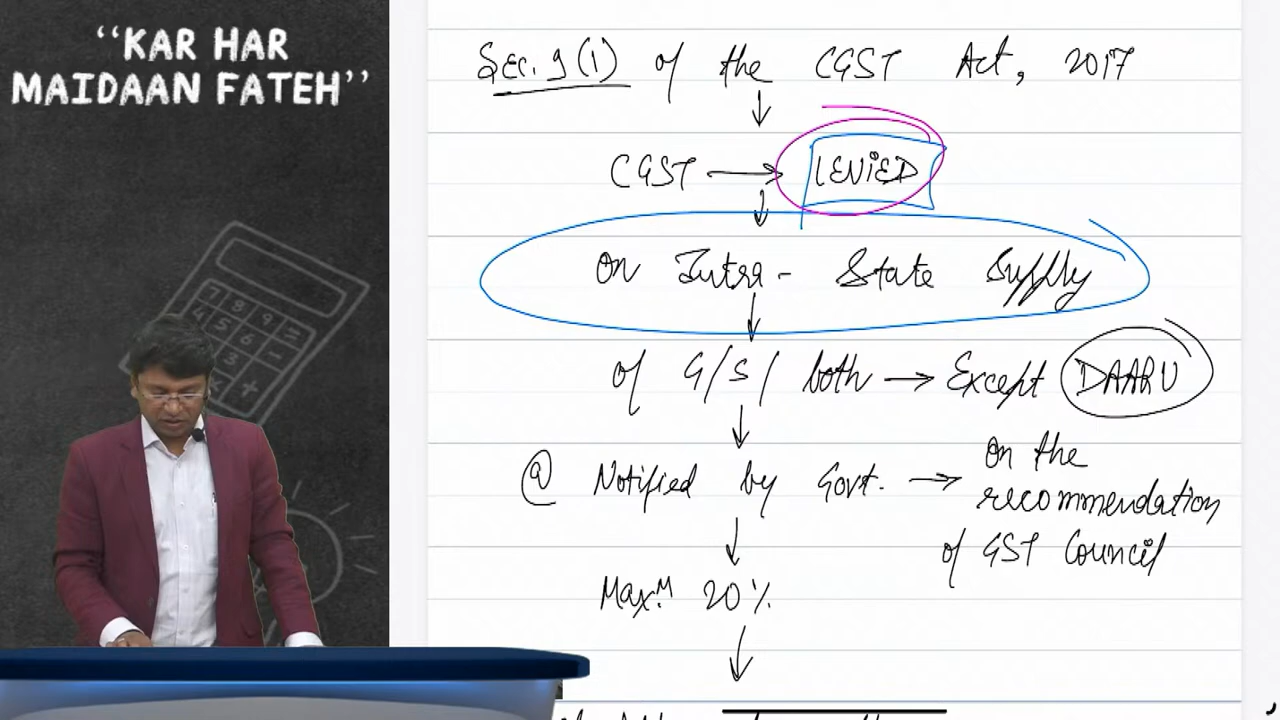 “KAR HAR
MAIDAAN FATEH”
Sec. 9(1) of the CGST Act, 2017
CGST → LEVIED
On Intra-State Supply
of G/S/ both → Except DAARU
@ Notified by Govt. → on the
recommendation
of GST Council
Max.M 20%